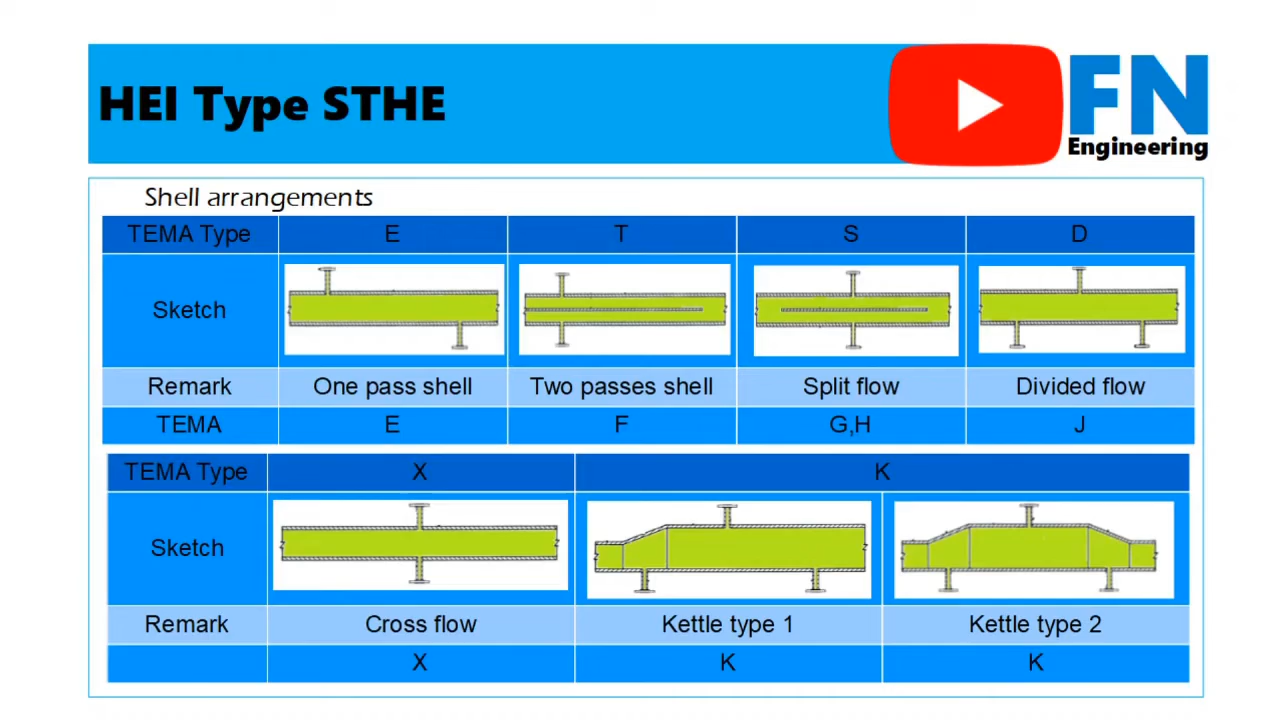 HEI Type STHE
FN
Engineering
Shell arrangements
TEMA Type E T S D
Sketch
Remark One pass shell Two passes shell Split flow Divided flow
TEMA E F G,H J
TEMA Type X K
Sketch
Remark Cross flow Kettle type 1 Kettle type 2
X K K